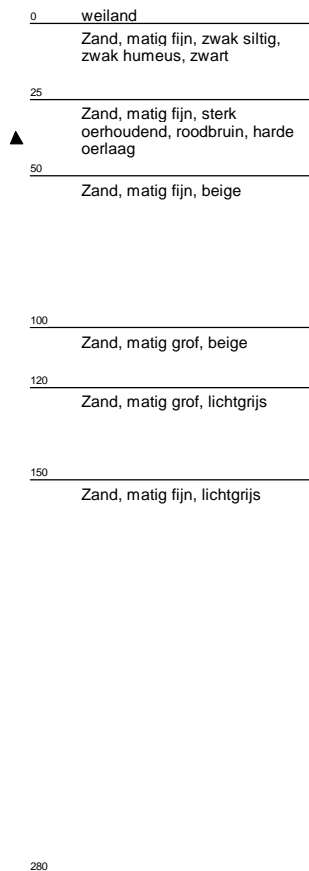 0 weiland
Zand, matig fijn, zwak siltig,
zwak humeus, zwart
25
Zand, matig fijn, sterk
oerhoudend, roodbruin, harde
oerlaag
50
Zand, matig fijn, beige
100
Zand, matig grof, beige
120
Zand, matig grof, lichtgrijs
150
Zand, matig fijn, lichtgrijs
280